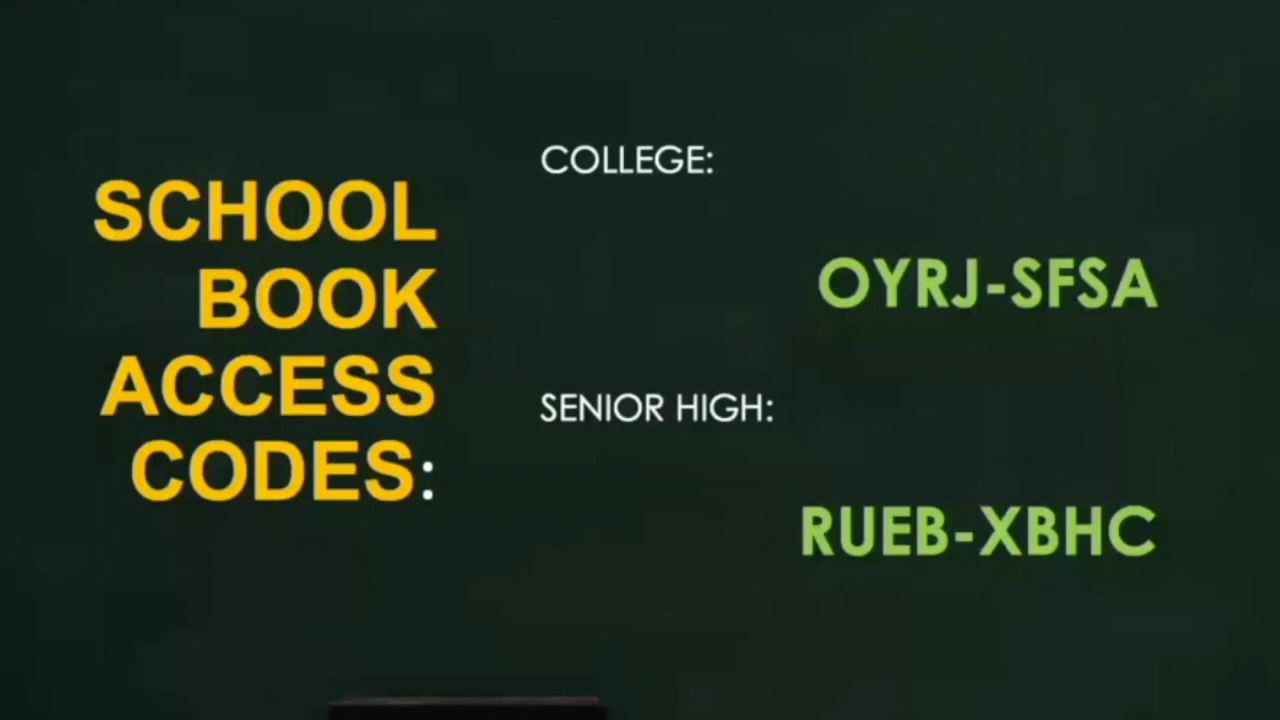 SCHOOL
BOOK
ACCESS
CODES:
COLLEGE:
OYRJ-SFSA
SENIOR HIGH:
RUEB-XBHC